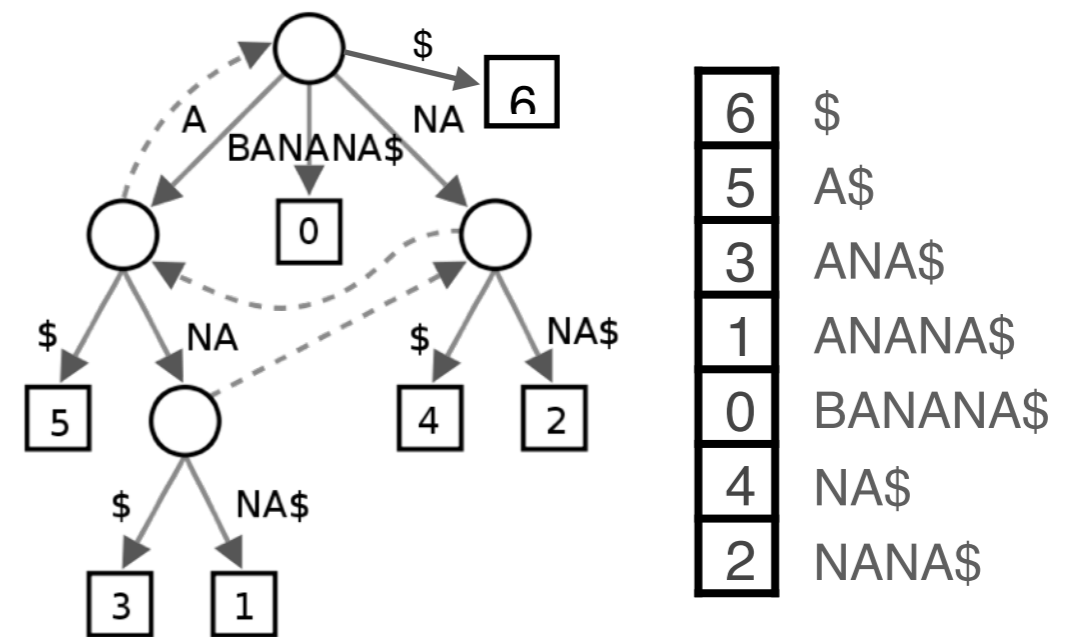 $
6
A
BANANA$
NA
0
$
NA
$
NA$
5
4
2
$
NA$
3
1
6 $
5 A$
3 ANA$
1 ANANA$
0 BANANA$
4 NA$
2 NANA$